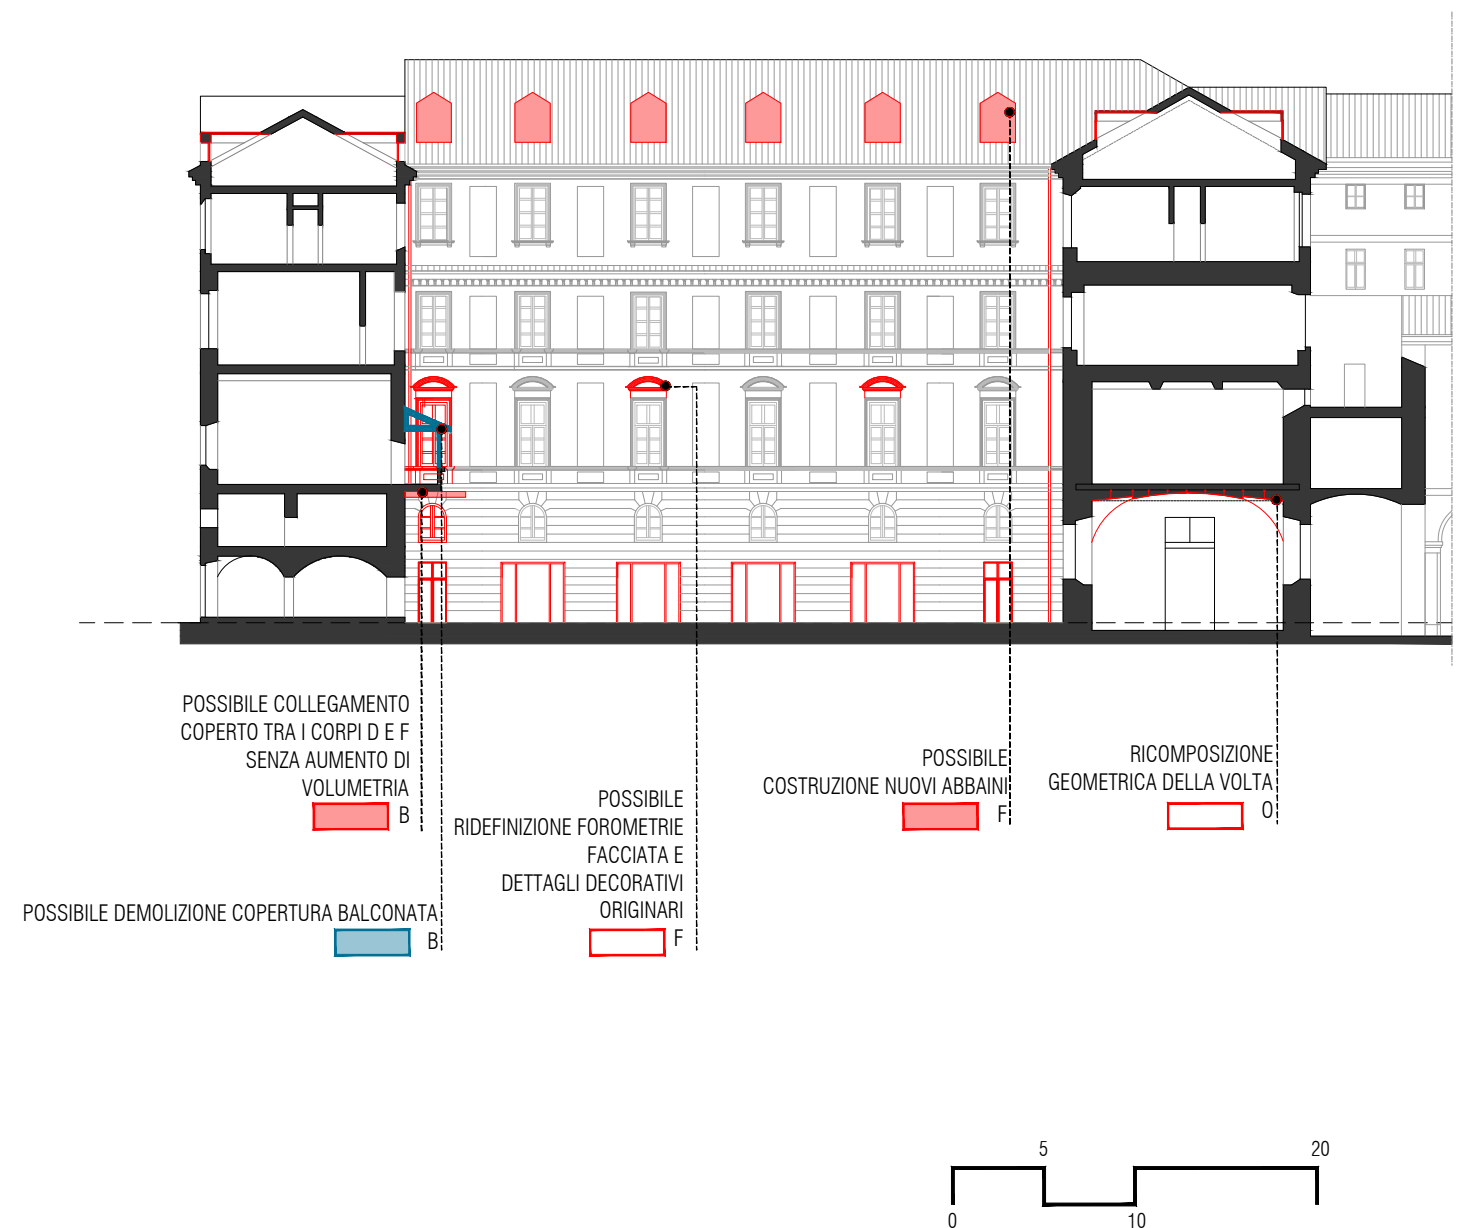 POSSIBILE COLLEGAMENTO
COPERTO TRA I CORPI D E F
SENZA AUMENTO DI
VOLUMETRIA
B
POSSIBILE DEMOLIZIONE COPERTURA BALCONATA
B
POSSIBILE
RIDEFINIZIONE FOROMETRIE
FACCIATA E
DETTAGLI DECORATIVI
ORIGINARI
F
POSSIBILE
COSTRUZIONE NUOVI ABBAINI
F
RICOMPOSIZIONE
GEOMETRICA DELLA VOLTA
O
5 20
0 10